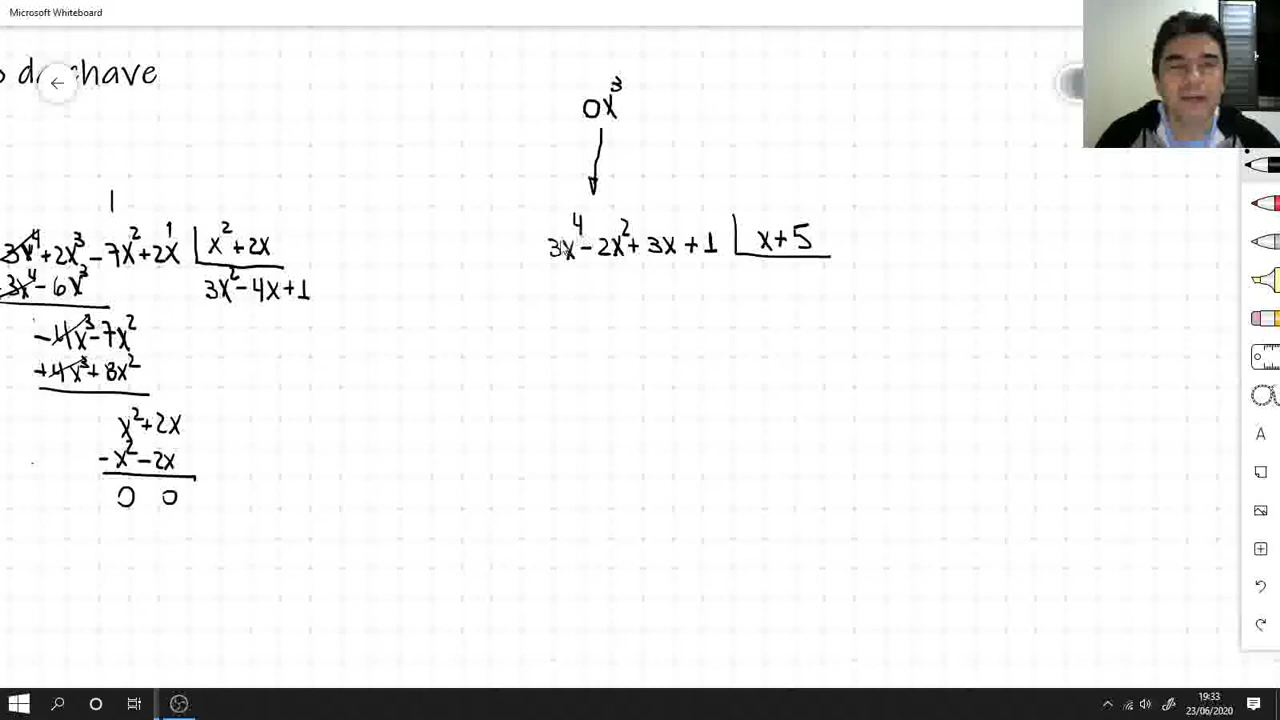 Microsoft Whiteboard
chave
0x³
1
3x⁴+2x³-7x²+2x¹ | x²+2x
-3x⁴-6x³
3x²-4x+1
-4x³-7x²
+4x³+8x²
x²+2x
-x²-2x
0 0
3x⁴-2x²+3x+1 | x+5
A
19:33
23/06/2020